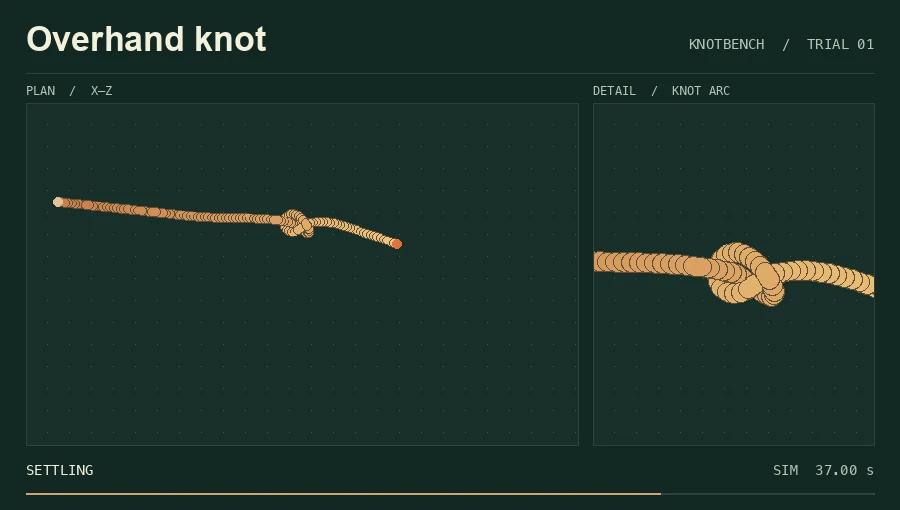 Overhand knot
KNOTBENCH / TRIAL 01
PLAN / X–Z
DETAIL / KNOT ARC
SETTLING
SIM 37.00 s